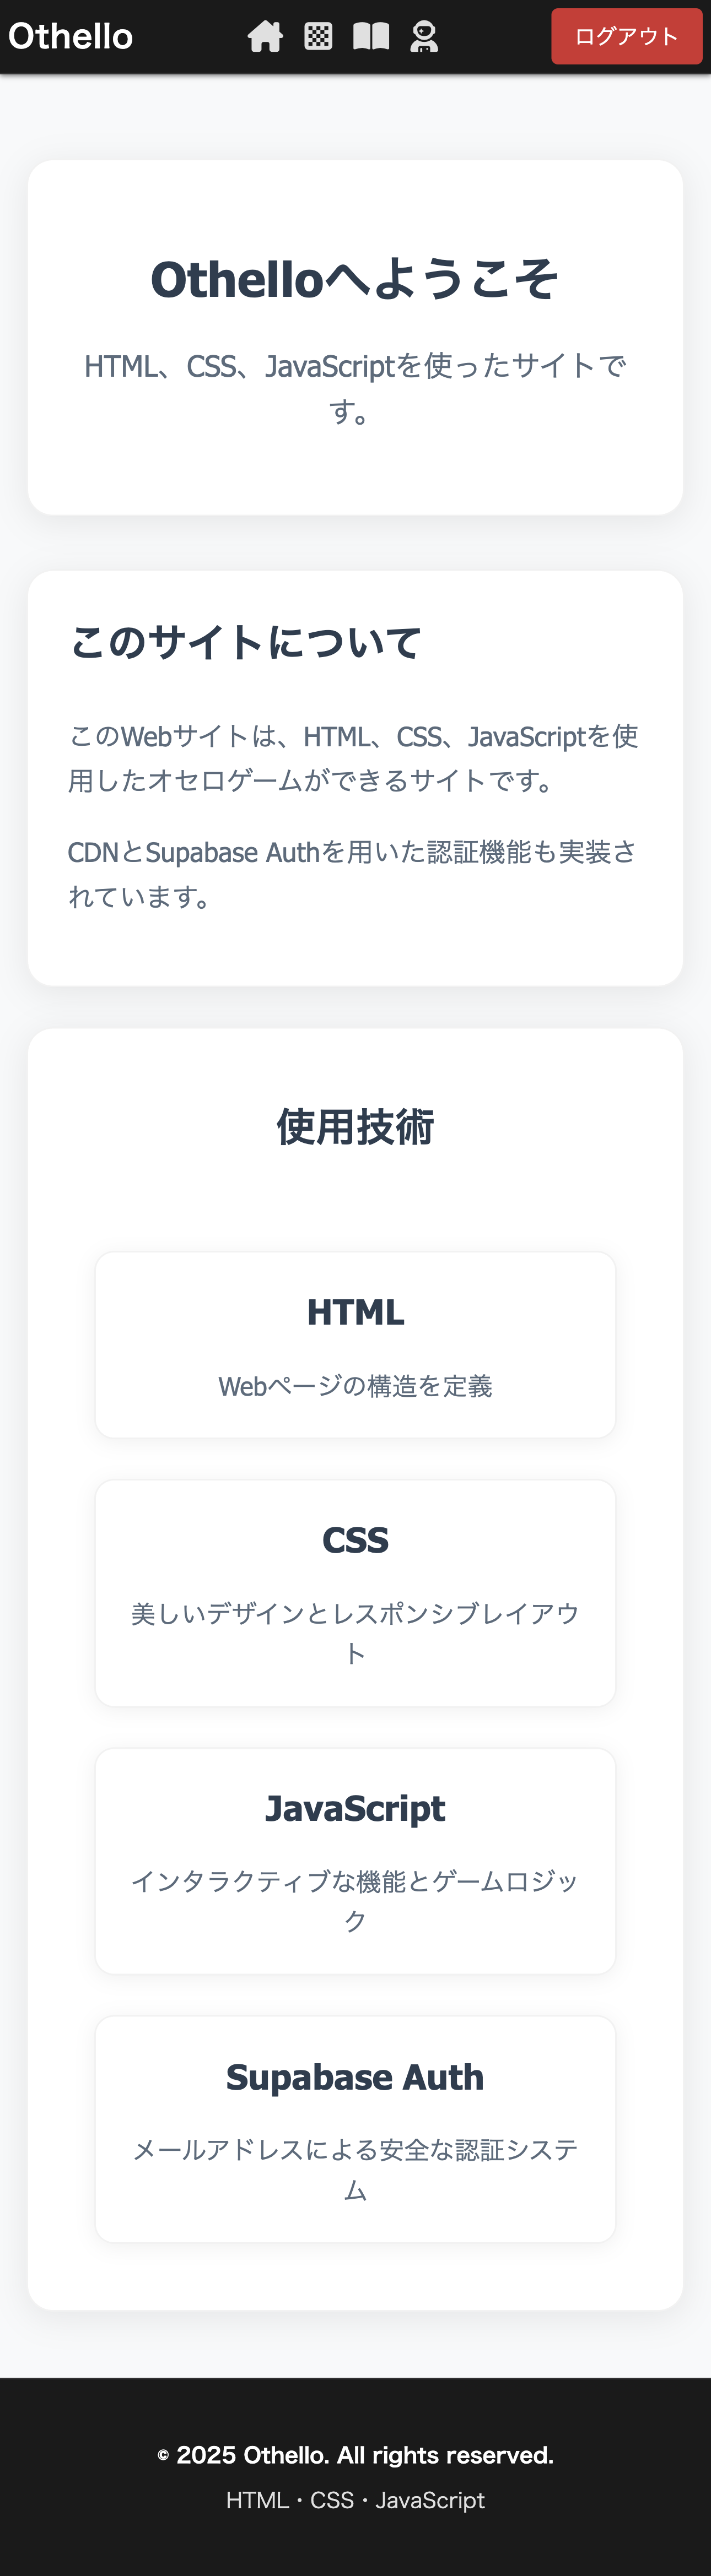 Othello
ログアウト
Othelloへようこそ
HTML、CSS、JavaScriptを使ったサイトで
す。
このサイトについて
このWebサイトは、HTML、CSS、JavaScriptを使
用したオセロゲームができるサイトです。
CDNとSupabase Authを用いた認証機能も実装さ
れています。
使用技術
HTML
Webページの構造を定義
CSS
美しいデザインとレスポンシブレイアウ
ト
JavaScript
インタラクティブな機能とゲームロジッ
ク
Supabase Auth
メールアドレスによる安全な認証システ
ム
© 2025 Othello. All rights reserved.
HTML・CSS・JavaScript